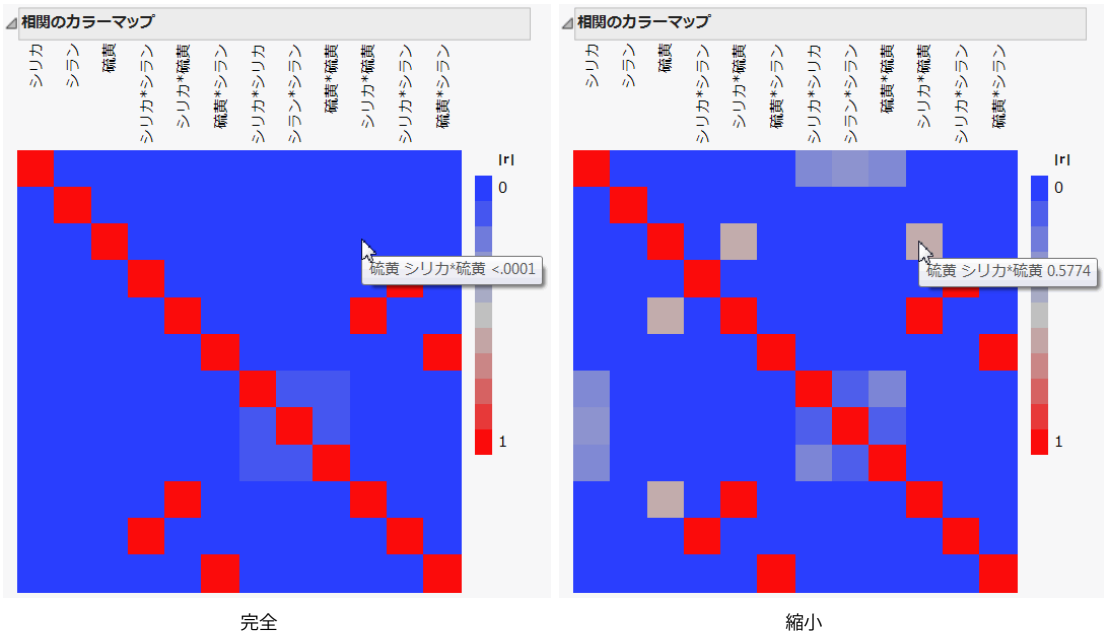 相関のカラーマップ
シリカ
シラン
硫黄
シリカ*シラン
シリカ*硫黄
硫黄*シラン
シリカ*シリカ
シラン*シラン
硫黄*硫黄
シリカ*硫黄
シリカ*シラン
硫黄*シラン
|r|
0
硫黄 シリカ*硫黄 <.0001
1
完全
相関のカラーマップ
シリカ
シラン
硫黄
シリカ*シラン
シリカ*硫黄
硫黄*シラン
シリカ*シリカ
シラン*シラン
硫黄*硫黄
シリカ*硫黄
シリカ*シラン
硫黄*シラン
|r|
0
硫黄 シリカ*硫黄 0.5774
1
縮小